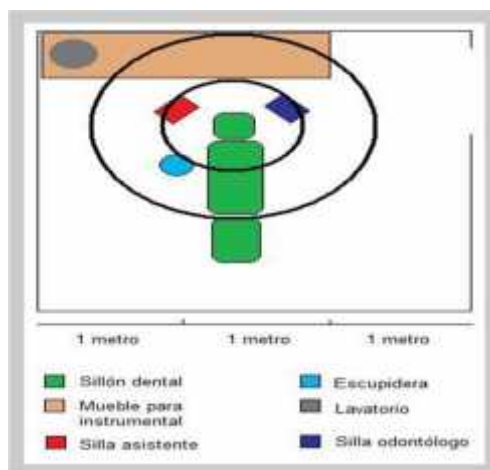 1 metro 1 metro 1 metro
Sillón dental
Escupidera
Mueble para
instrumental
Lavatorio
Silla asistente
Silla odontólogo